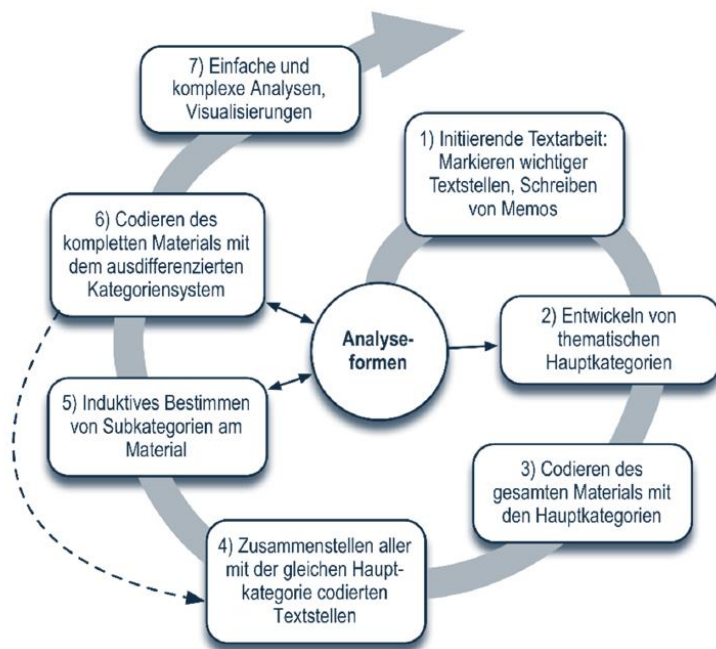 7) Einfache und
komplexe Analysen,
Visualisierungen
1) Initiierende Textarbeit:
Markieren wichtiger
Textstellen, Schreiben
von Memos
6) Codieren des
kompletten Materials mit
dem ausdifferenzierten
Kategoriensystem
Analyse-
formen
2) Entwickeln von
thematischen
Hauptkategorien
5) Induktives Bestimmen
von Subkategorien am
Material
3) Codieren des
gesamten Materials mit
den Hauptkategorien
4) Zusammenstellen aller
mit der gleichen Haupt-
kategorie codierten
Textstellen